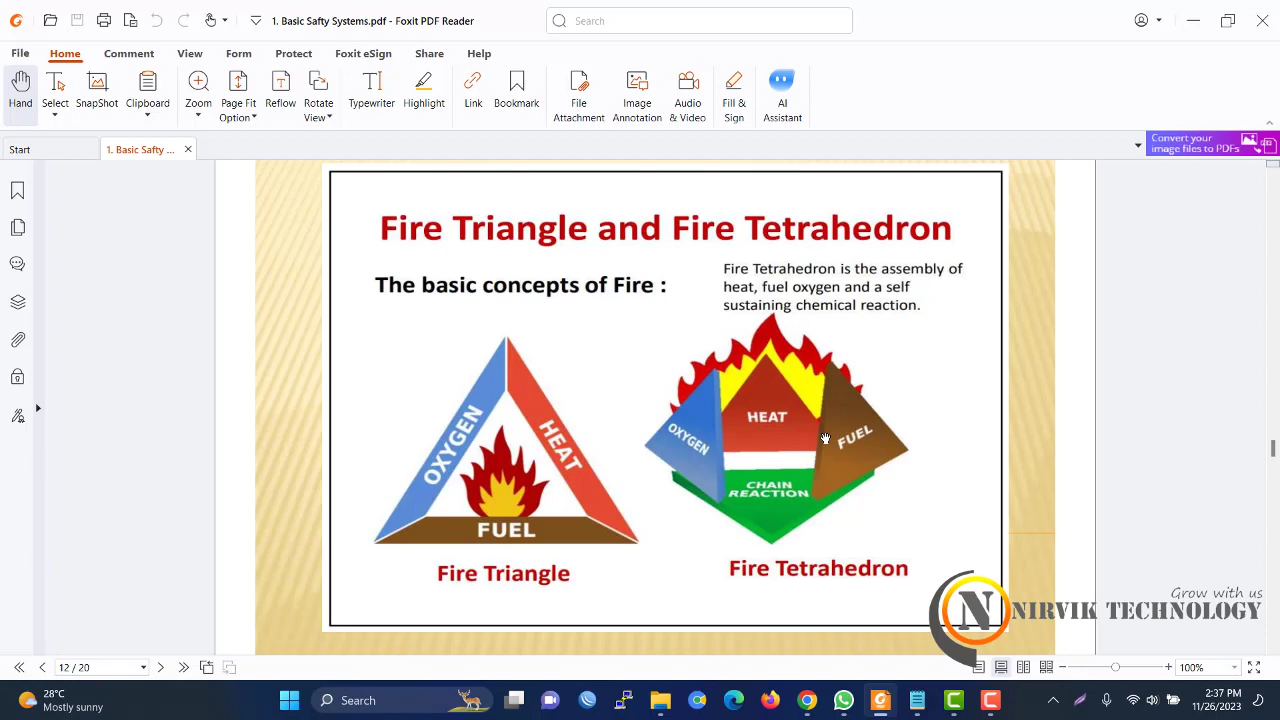 1. Basic Safty Systems.pdf - Foxit PDF Reader
Search
File Home Comment View Form Protect Foxit eSign Share Help
Hand Select SnapShot Clipboard Zoom Page Fit Option Reflow Rotate View Typewriter Highlight Link Bookmark File Attachment Image Annotation Audio & Video Fill & Sign AI Assistant
Start
1. Basic Safty ...
Convert your
image files to PDFs
Fire Triangle and Fire Tetrahedron
The basic concepts of Fire :
Fire Tetrahedron is the assembly of
heat, fuel oxygen and a self
sustaining chemical reaction.
OXYGEN
HEAT
FUEL
Fire Triangle
OXYGEN
HEAT
FUEL
CHAIN
REACTION
Fire Tetrahedron
Grow with us
N
NIRVIK TECHNOLOGY
12 / 20
100%
28°C
Mostly sunny
Search
2:37 PM
11/26/2023